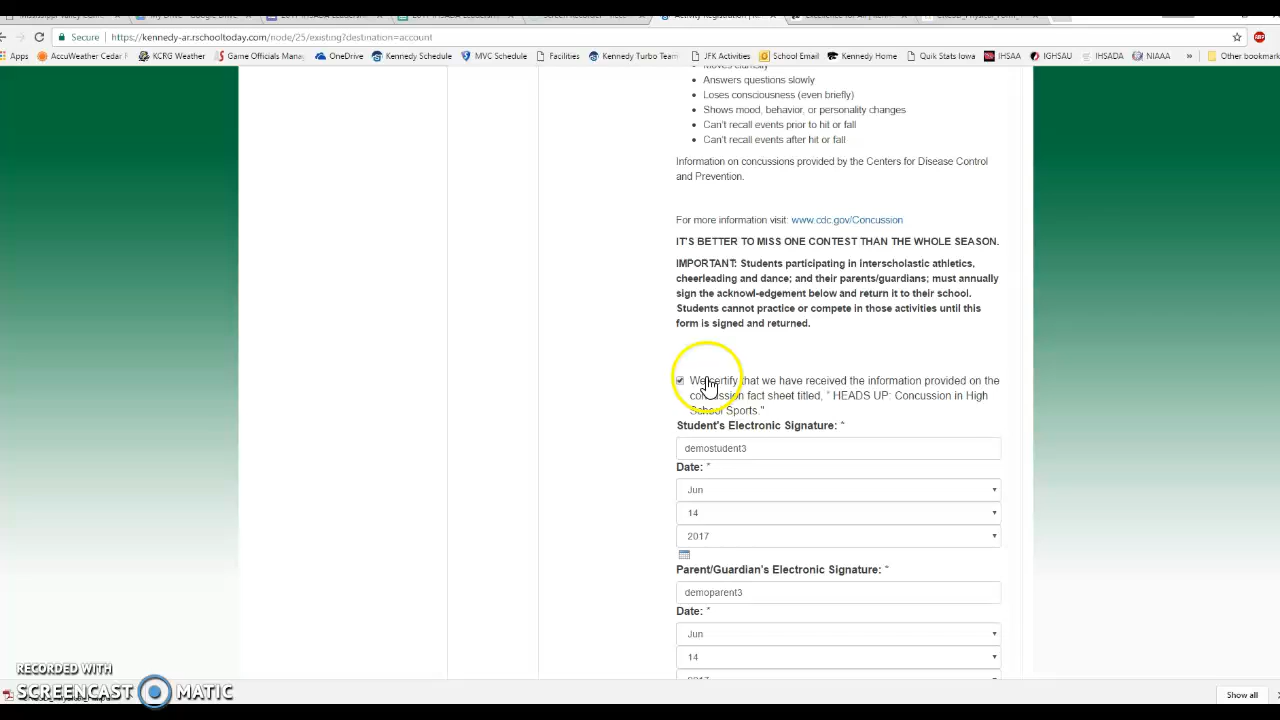 Secure https://kennedy-ar.rschooltoday.com/node/25/existing?destination=account
Apps AccuWeather Cedar KCRG Weather Game Officials Mana OneDrive Kennedy Schedule MVC Schedule Facilities Kennedy Turbo Team JFK Activities School Email Kennedy Home Quik Stats Iowa IHSAA IGHSAU IHSADA NIAAA » Other bookmark
Answers questions slowly
Loses consciousness (even briefly)
Shows mood, behavior, or personality changes
Can't recall events prior to hit or fall
Can't recall events after hit or fall
Information on concussions provided by the Centers for Disease Control
and Prevention.
For more information visit: www.cdc.gov/Concussion
IT'S BETTER TO MISS ONE CONTEST THAN THE WHOLE SEASON.
IMPORTANT: Students participating in interscholastic athletics,
cheerleading and dance; and their parents/guardians; must annually
sign the acknowl-edgement below and return it to their school.
Students cannot practice or compete in those activities until this
form is signed and returned.
We certify that we have received the information provided on the
concussion fact sheet titled, " HEADS UP: Concussion in High
School Sports."
Student's Electronic Signature: *
demostudent3
Date: *
Jun
14
2017
Parent/Guardian's Electronic Signature: *
demoparent3
Date: *
Jun
14
RECORDED WITH
SCREENCAST MATIC
Show all